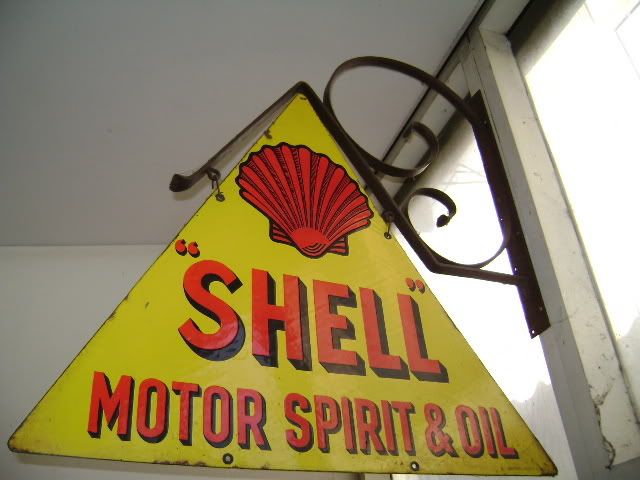 "SHELL"
MOTOR SPIRIT & OIL